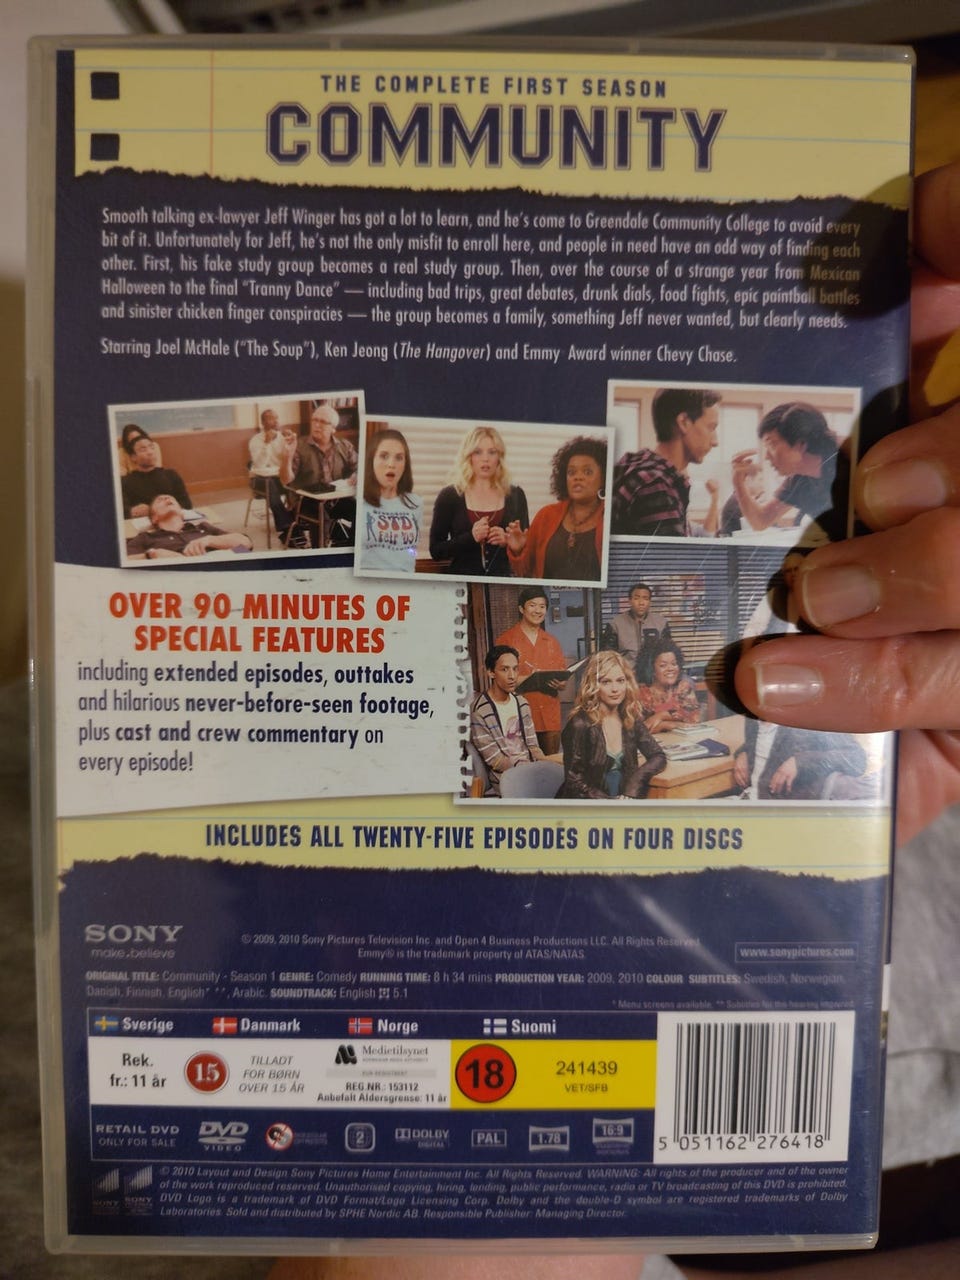 THE COMPLETE FIRST SEASON
COMMUNITY
Smooth talking ex-lawyer Jeff Winger has got a lot to learn, and he's come to Greendale Community College to avoid every
bit of it. Unfortunately for Jeff, he's not the only misfit to enroll here, and people in need have an odd way of finding each
other. First, his fake study group becomes a real study group. Then, over the course of a strange year from Mexican
Halloween to the final "Tranny Dance" — including bad trips, great debates, drunk dials, food fights, epic paintball battles
and sinister chicken finger conspiracies — the group becomes a family, something Jeff never wanted, but clearly needs.
Starring Joel McHale ("The Soup"), Ken Jeong (The Hangover) and Emmy Award winner Chevy Chase.
STD
Fair '03
OVER 90 MINUTES OF
SPECIAL FEATURES
including extended episodes, outtakes
and hilarious never-before-seen footage,
plus cast and crew commentary on
every episode!
INCLUDES ALL TWENTY-FIVE EPISODES ON FOUR DISCS
SONY
make.believe
© 2009, 2010 Sony Pictures Television Inc. and Open 4 Business Productions LLC. All Rights Reserved.
Emmy® is the trademark property of ATAS/NATAS.
www.sonypictures.com
ORIGINAL TITLE: Community - Season 1 GENRE: Comedy RUNNING TIME: 8 h 34 mins PRODUCTION YEAR: 2009, 2010 COLOUR SUBTITLES: Swedish, Norwegian,
Danish, Finnish, English* **, Arabic. SOUNDTRACK: English 5.1
* Menu screens available. ** Subtitles for the hearing impaired
Sverige Danmark Norge Suomi
Rek.
fr.: 11 år
15
TILLADT
FOR BØRN
OVER 15 ÅR
Medietilsynet
REG.NR.: 153112
Anbefalt Aldersgrense: 11 år
18
241439
VET/SFB
RETAIL DVD
ONLY FOR SALE
DVD
VIDEO
2
DOLBY
DIGITAL
PAL
1.78
16:9
5 051162 276418
SONY
SONY
© 2010 Layout and Design Sony Pictures Home Entertainment Inc. All Rights Reserved. WARNING: All rights of the producer and of the owner
of the work reproduced reserved. Unauthorised copying, hiring, lending, public performance, radio or TV broadcasting of this DVD is prohibited.
DVD Logo is a trademark of DVD Format/Logo Licensing Corp. Dolby and the double-D symbol are registered trademarks of Dolby
Laboratories. Sold and distributed by SPHE Nordic AB. Responsible Publisher: Managing Director.